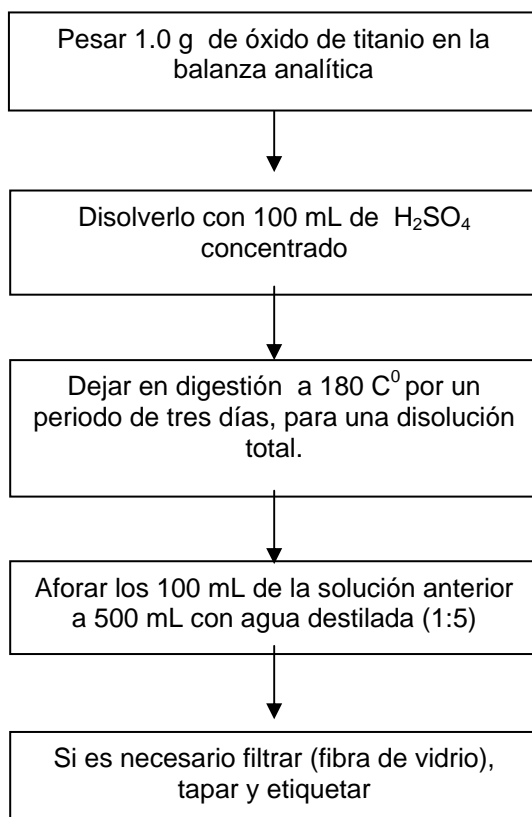 Pesar 1.0 g de óxido de titanio en la
balanza analítica
Disolverlo con 100 mL de H₂SO₄
concentrado
Dejar en digestión a 180 C⁰ por un
periodo de tres días, para una disolución
total.
Aforar los 100 mL de la solución anterior
a 500 mL con agua destilada (1:5)
Si es necesario filtrar (fibra de vidrio),
tapar y etiquetar